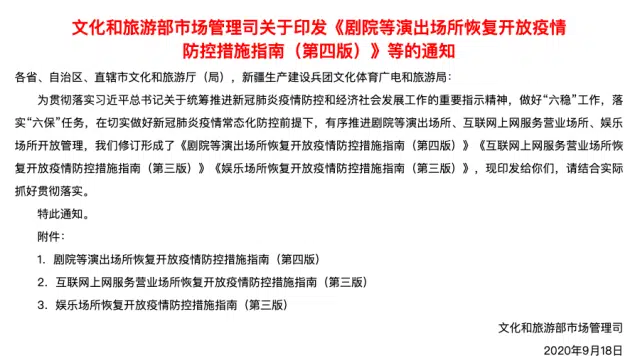 文化和旅游部市场管理司关于印发《剧院等演出场所恢复开放疫情
防控措施指南（第四版）》等的通知
各省、自治区、直辖市文化和旅游厅（局），新疆生产建设兵团文化体育广电和旅游局：
为贯彻落实习近平总书记关于统筹推进新冠肺炎疫情防控和经济社会发展工作的重要指示精神，做好“六稳”工作，落
实“六保”任务，在切实做好新冠肺炎疫情常态化防控前提下，有序推进剧院等演出场所、互联网上网服务营业场所、娱乐
场所开放管理，我们修订形成了《剧院等演出场所恢复开放疫情防控措施指南（第四版）》《互联网上网服务营业场所恢
复开放疫情防控措施指南（第三版）》《娱乐场所恢复开放疫情防控措施指南（第三版）》，现印发给你们，请结合实际
抓好贯彻落实。
特此通知。
附件：
1．剧院等演出场所恢复开放疫情防控措施指南（第四版）
2．互联网上网服务营业场所恢复开放疫情防控措施指南（第三版）
3．娱乐场所恢复开放疫情防控措施指南（第三版）
文化和旅游部市场管理司
2020年9月18日